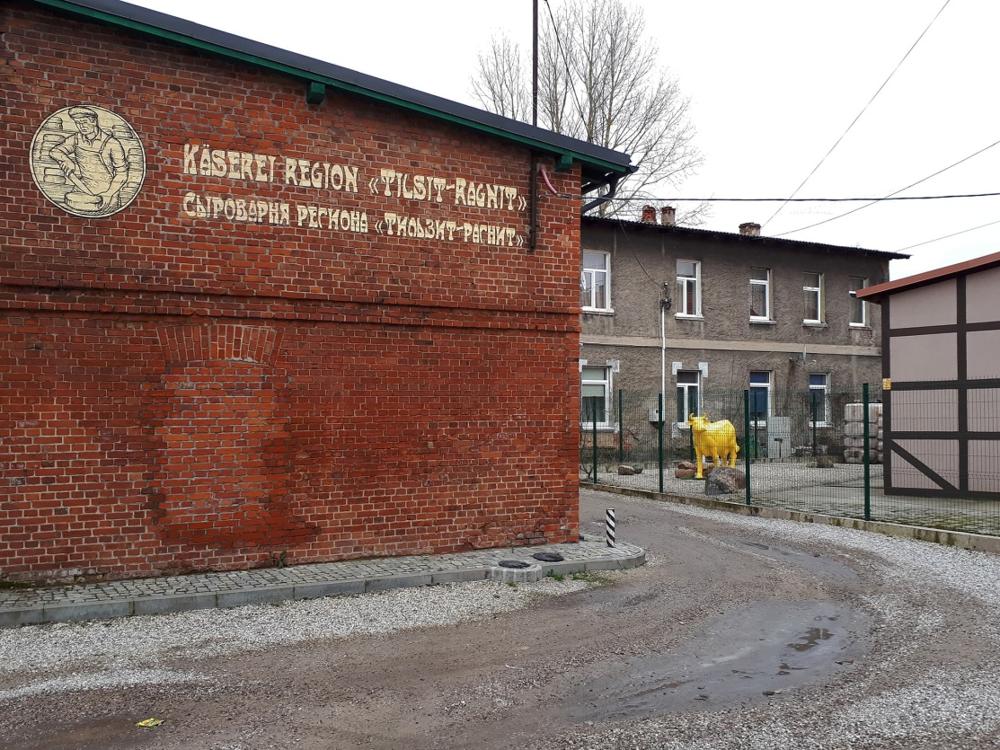 KÄSEREI REGION «TILSIT-RAGNIT»
СЫРОВАРНЯ РЕГИОНА «ТИЛЬЗИТ-РАГНИТ»